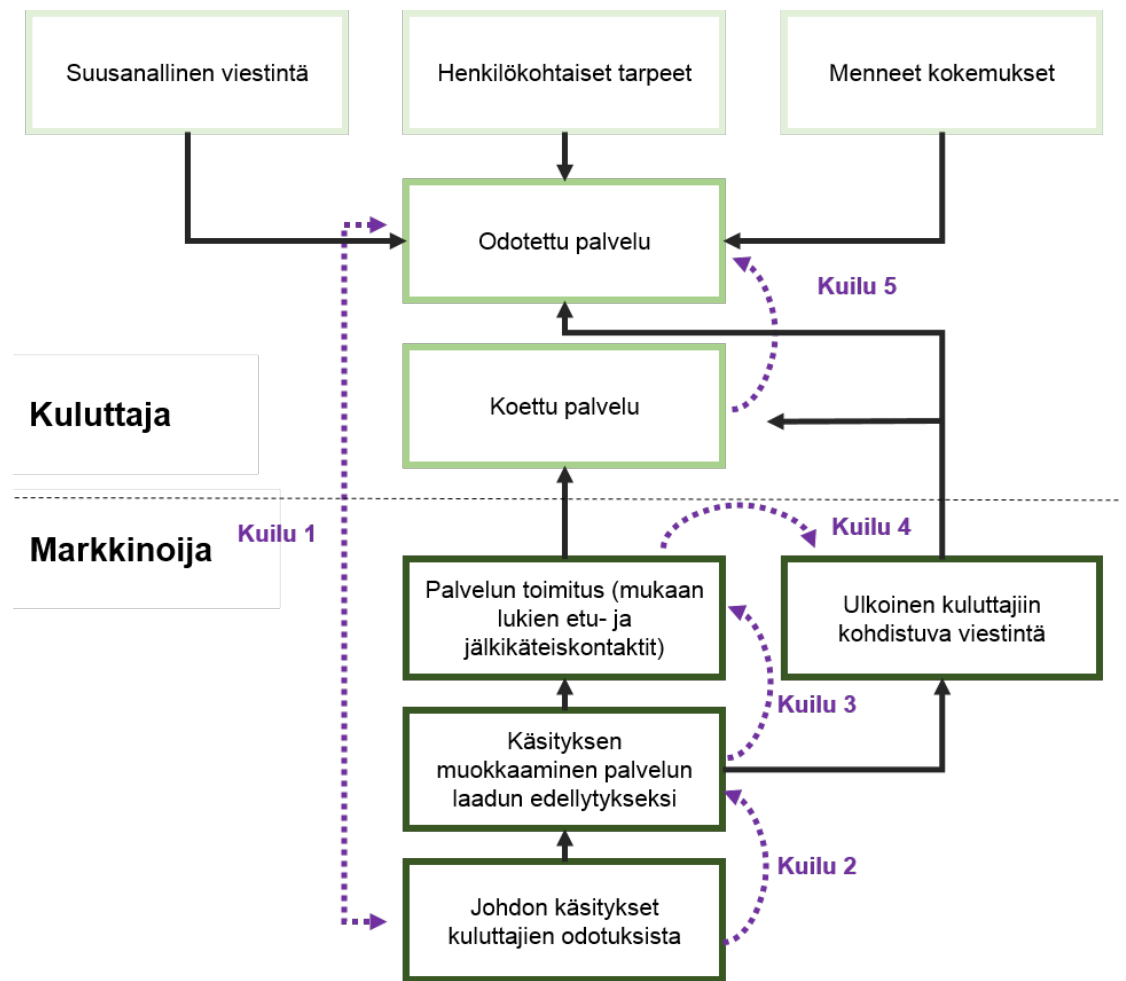 Suusanallinen viestintä
Henkilökohtaiset tarpeet
Menneet kokemukset
Odotettu palvelu
Kuilu 5
Koettu palvelu
Kuluttaja
Kuilu 1
Markkinoija
Kuilu 4
Palvelun toimitus (mukaan
lukien etu- ja
jälkikäteiskontaktit)
Ulkoinen kuluttajiin
kohdistuva viestintä
Kuilu 3
Käsityksen
muokkaaminen palvelun
laadun edellytykseksi
Kuilu 2
Johdon käsitykset
kuluttajien odotuksista